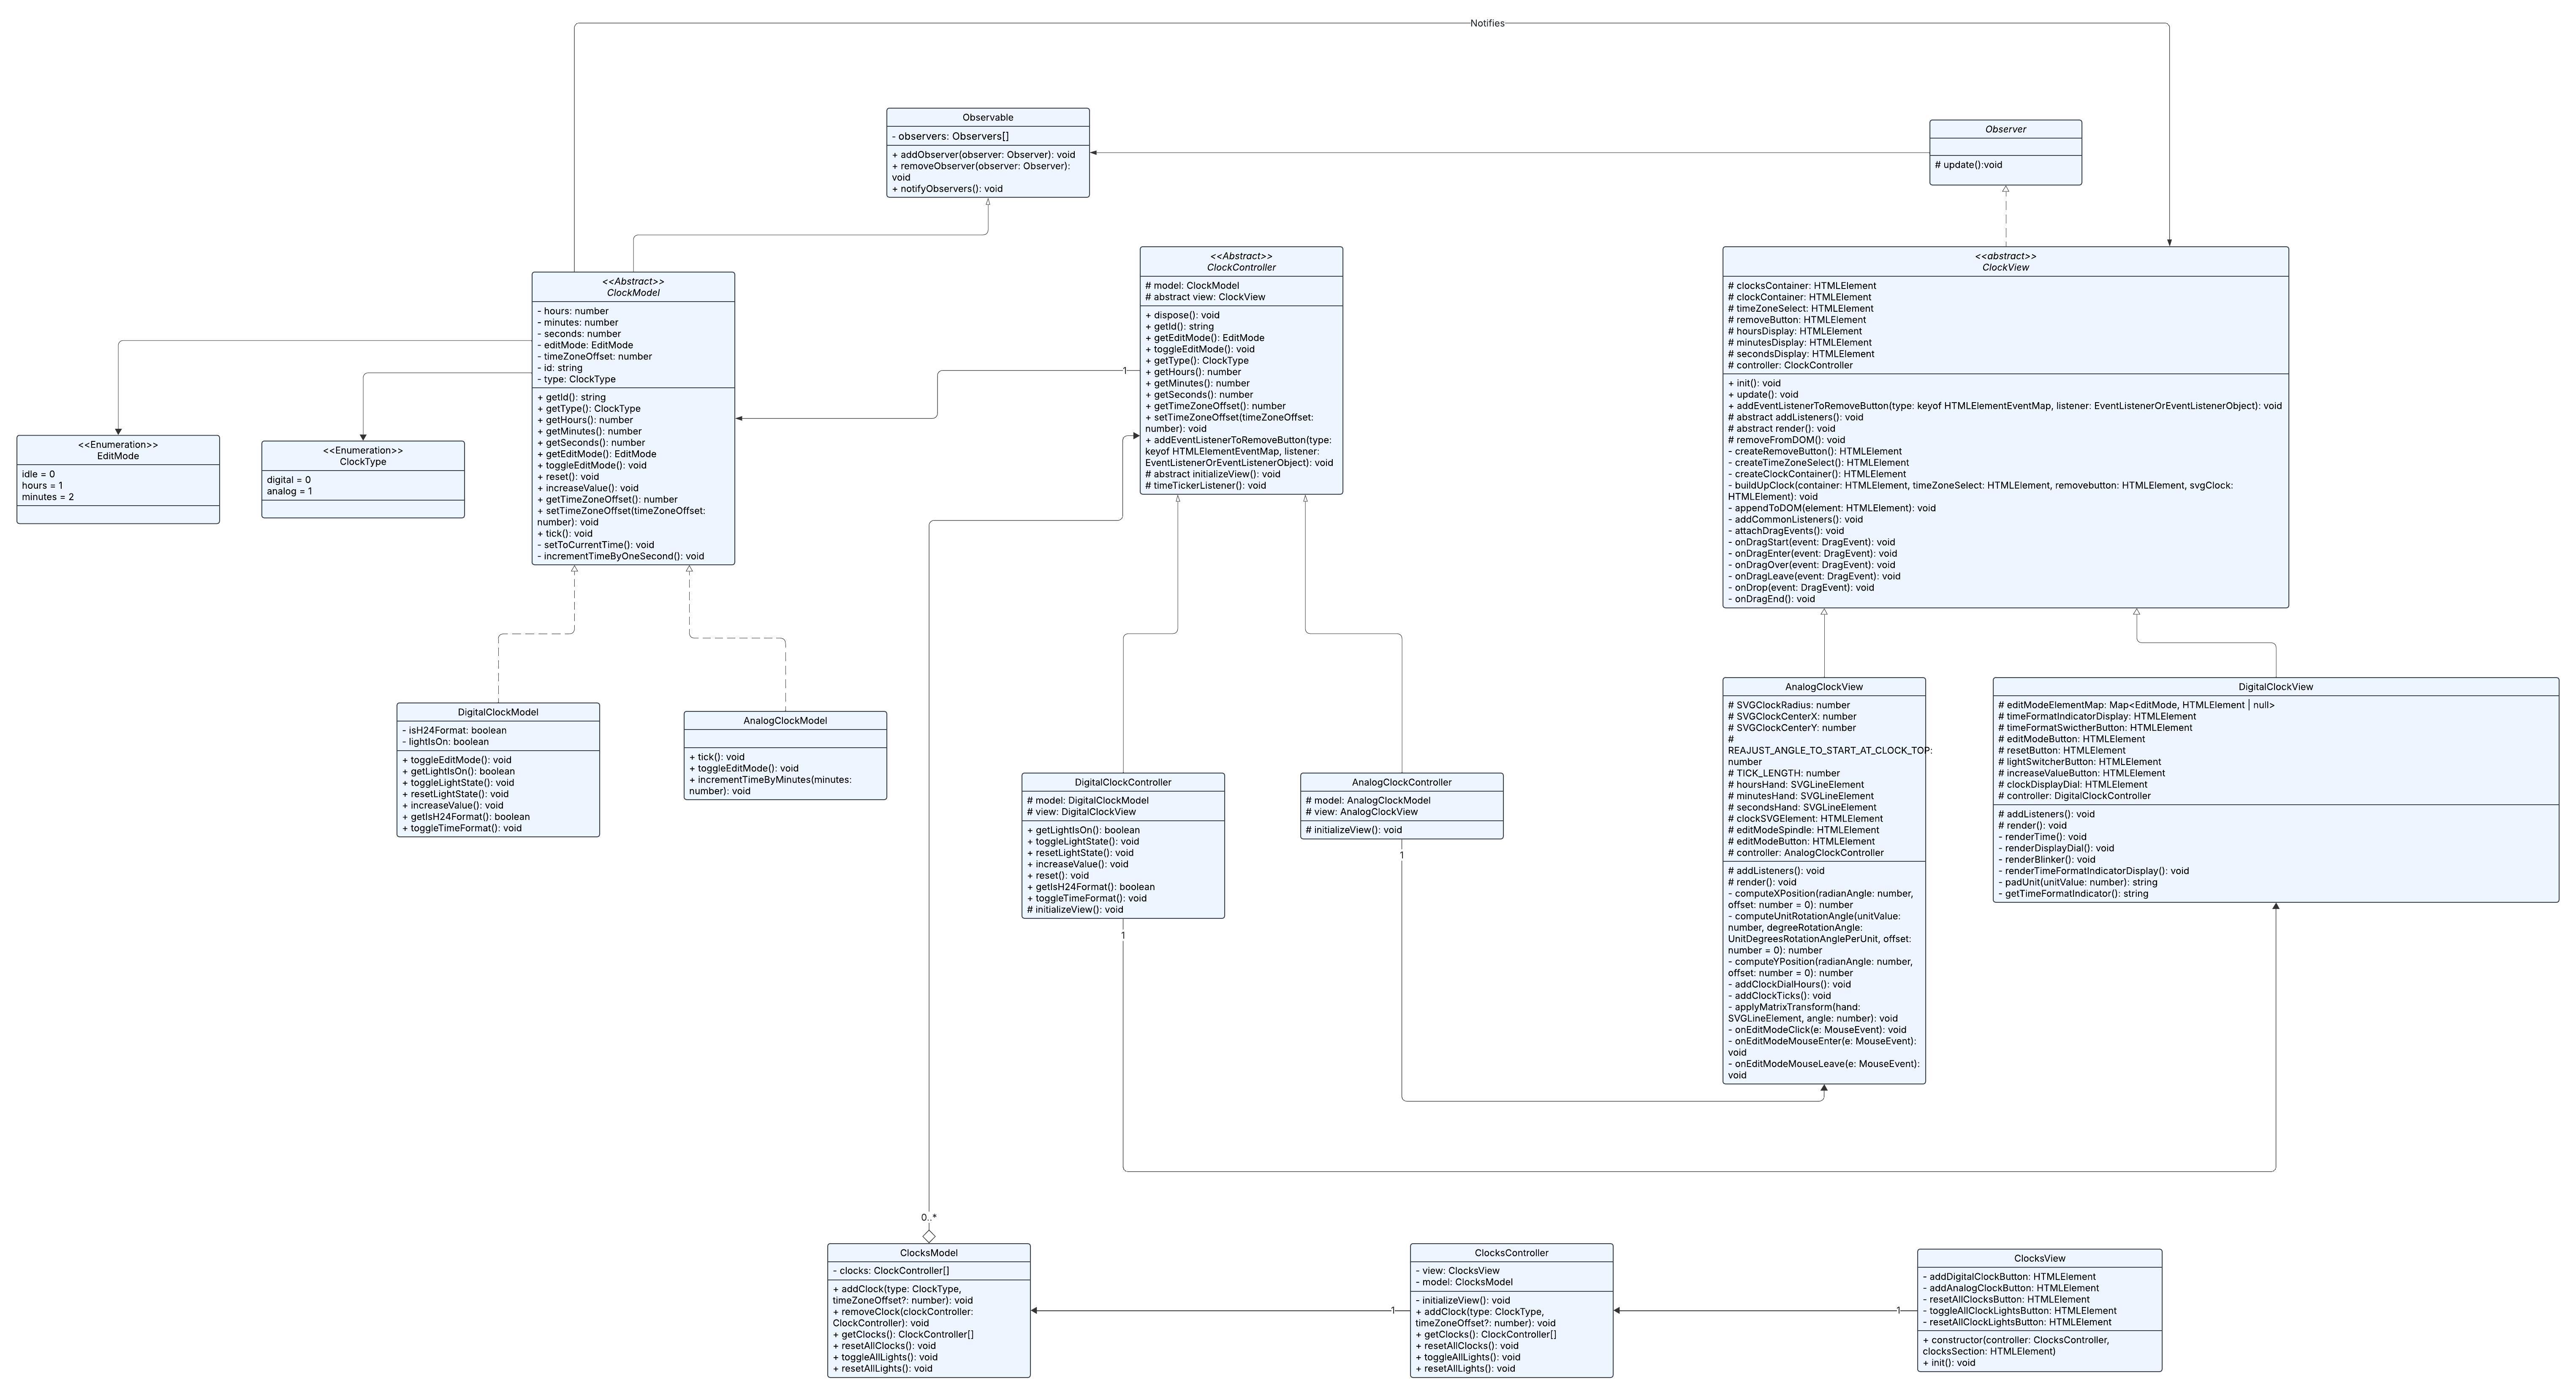 Notifies
Observable
- observers: Observers[]
+ addObserver(observer: Observer): void
+ removeObserver(observer: Observer):
void
+ notifyObservers(): void
Observer
# update():void
<<Abstract>>
ClockModel
- hours: number
- minutes: number
- seconds: number
- editMode: EditMode
- timeZoneOffset: number
- id: string
- type: ClockType
+ getId(): string
+ getType(): ClockType
+ getHours(): number
+ getMinutes(): number
+ getSeconds(): number
+ getEditMode(): EditMode
+ toggleEditMode(): void
+ reset(): void
+ increaseValue(): void
+ getTimeZoneOffset(): number
+ setTimeZoneOffset(timeZoneOffset:
number): void
+ tick(): void
- setToCurrentTime(): void
- incrementTimeByOneSecond(): void
<<Abstract>>
ClockController
# model: ClockModel
# abstract view: ClockView
+ dispose(): void
+ getId(): string
+ getEditMode(): EditMode
+ toggleEditMode(): void
+ getType(): ClockType
+ getHours(): number
+ getMinutes(): number
+ getSeconds(): number
+ getTimeZoneOffset(): number
+ setTimeZoneOffset(timeZoneOffset:
number): void
+ addEventListenerToRemoveButton(type:
keyof HTMLElementEventMap, listener:
EventListenerOrEventListenerObject): void
# abstract initializeView(): void
# timeTickerListener(): void
1
<<abstract>>
ClockView
# clocksContainer: HTMLElement
# clockContainer: HTMLElement
# timeZoneSelect: HTMLElement
# removeButton: HTMLElement
# hoursDisplay: HTMLElement
# minutesDisplay: HTMLElement
# secondsDisplay: HTMLElement
# controller: ClockController
+ init(): void
+ update(): void
+ addEventListenerToRemoveButton(type: keyof HTMLElementEventMap, listener: EventListenerOrEventListenerObject): void
# abstract addListeners(): void
# abstract render(): void
# removeFromDOM(): void
- createRemoveButton(): HTMLElement
- createTimeZoneSelect(): HTMLElement
- createClockContainer(): HTMLElement
- buildUpClock(container: HTMLElement, timeZoneSelect: HTMLElement, removebutton: HTMLElement, svgClock:
HTMLElement): void
- appendToDOM(element: HTMLElement): void
- addCommonListeners(): void
- attachDragEvents(): void
- onDragStart(event: DragEvent): void
- onDragEnter(event: DragEvent): void
- onDragOver(event: DragEvent): void
- onDragLeave(event: DragEvent): void
- onDrop(event: DragEvent): void
- onDragEnd(): void
<<Enumeration>>
EditMode
idle = 0
hours = 1
minutes = 2
<<Enumeration>>
ClockType
digital = 0
analog = 1
DigitalClockModel
- isH24Format: boolean
- lightIsOn: boolean
+ toggleEditMode(): void
+ getLightIsOn(): boolean
+ toggleLightState(): void
+ resetLightState(): void
+ increaseValue(): void
+ getIsH24Format(): boolean
+ toggleTimeFormat(): void
AnalogClockModel
+ tick(): void
+ toggleEditMode(): void
+ incrementTimeByMinutes(minutes:
number): void
DigitalClockController
# model: DigitalClockModel
# view: DigitalClockView
+ getLightIsOn(): boolean
+ toggleLightState(): void
+ resetLightState(): void
+ increaseValue(): void
+ reset(): void
+ getIsH24Format(): boolean
+ toggleTimeFormat(): void
# initializeView(): void
1
AnalogClockController
# model: AnalogClockModel
# view: AnalogClockView
# initializeView(): void
1
AnalogClockView
# SVGClockRadius: number
# SVGClockCenterX: number
# SVGClockCenterY: number
#
REAJUST_ANGLE_TO_START_AT_CLOCK_TOP:
number
# TICK_LENGTH: number
# hoursHand: SVGLineElement
# minutesHand: SVGLineElement
# secondsHand: SVGLineElement
# clockSVGElement: HTMLElement
# editModeSpindle: HTMLElement
# editModeButton: HTMLElement
# controller: AnalogClockController
# addListeners(): void
# render(): void
- computeXPosition(radianAngle: number,
offset: number = 0): number
- computeUnitRotationAngle(unitValue:
number, degreeRotationAngle:
UnitDegreesRotationAnglePerUnit, offset:
number = 0): number
- computeYPosition(radianAngle: number,
offset: number = 0): number
- addClockDialHours(): void
- addClockTicks(): void
- applyMatrixTransform(hand:
SVGLineElement, angle: number): void
- onEditModeClick(e: MouseEvent): void
- onEditModeMouseEnter(e: MouseEvent):
void
- onEditModeMouseLeave(e: MouseEvent):
void
DigitalClockView
# editModeElementMap: Map<EditMode, HTMLElement | null>
# timeFormatIndicatorDisplay: HTMLElement
# timeFormatSwictherButton: HTMLElement
# editModeButton: HTMLElement
# resetButton: HTMLElement
# lightSwitcherButton: HTMLElement
# increaseValueButton: HTMLElement
# clockDisplayDial: HTMLElement
# controller: DigitalClockController
# addListeners(): void
# render(): void
- renderTime(): void
- renderDisplayDial(): void
- renderBlinker(): void
- renderTimeFormatIndicatorDisplay(): void
- padUnit(unitValue: number): string
- getTimeFormatIndicator(): string
0..*
ClocksModel
- clocks: ClockController[]
+ addClock(type: ClockType,
timeZoneOffset?: number): void
+ removeClock(clockController:
ClockController): void
+ getClocks(): ClockController[]
+ resetAllClocks(): void
+ toggleAllLights(): void
+ resetAllLights(): void
1
ClocksController
- view: ClocksView
- model: ClocksModel
- initializeView(): void
+ addClock(type: ClockType,
timeZoneOffset?: number): void
+ getClocks(): ClockController[]
+ resetAllClocks(): void
+ toggleAllLights(): void
+ resetAllLights(): void
1
ClocksView
- addDigitalClockButton: HTMLElement
- addAnalogClockButton: HTMLElement
- resetAllClocksButton: HTMLElement
- toggleAllClockLightsButton: HTMLElement
- resetAllClockLightsButton: HTMLElement
+ constructor(controller: ClocksController,
clocksSection: HTMLElement)
+ init(): void